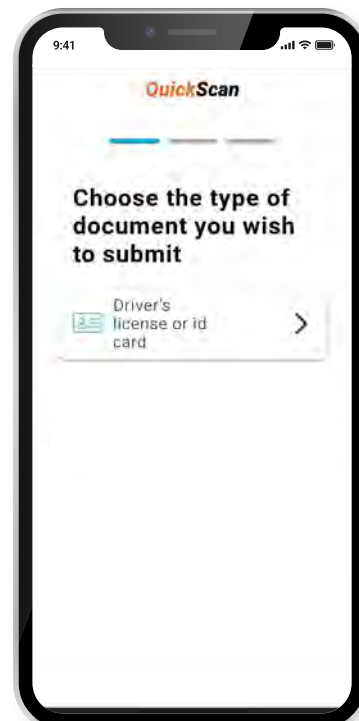 9:41
QuickScan
Choose the type of
document you wish
to submit
Driver's
license or id
card